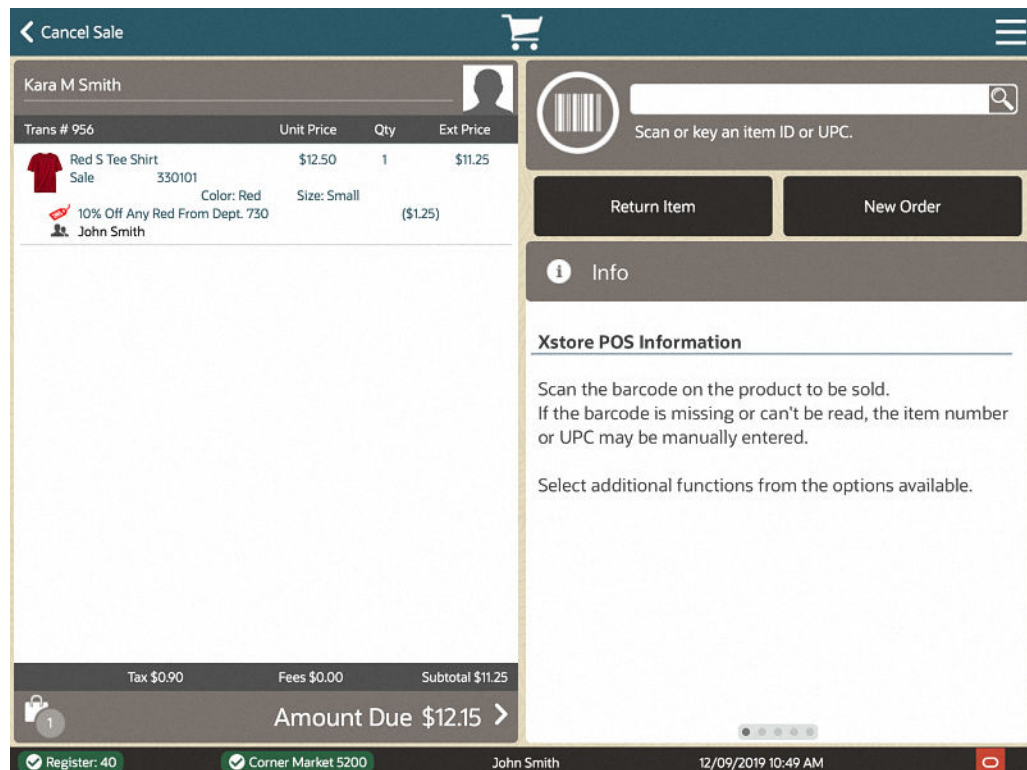 Cancel Sale
Kara M Smith
Trans # 956 Unit Price Qty Ext Price
Red S Tee Shirt $12.50 1 $11.25
Sale 330101
Color: Red Size: Small
10% Off Any Red From Dept. 730 ($1.25)
John Smith
Tax $0.90 Fees $0.00 Subtotal $11.25
1
Amount Due $12.15
Scan or key an item ID or UPC.
Return Item New Order
Info
Xstore POS Information
Scan the barcode on the product to be sold.
If the barcode is missing or can't be read, the item number
or UPC may be manually entered.
Select additional functions from the options available.
Register: 40 Corner Market 5200 John Smith 12/09/2019 10:49 AM